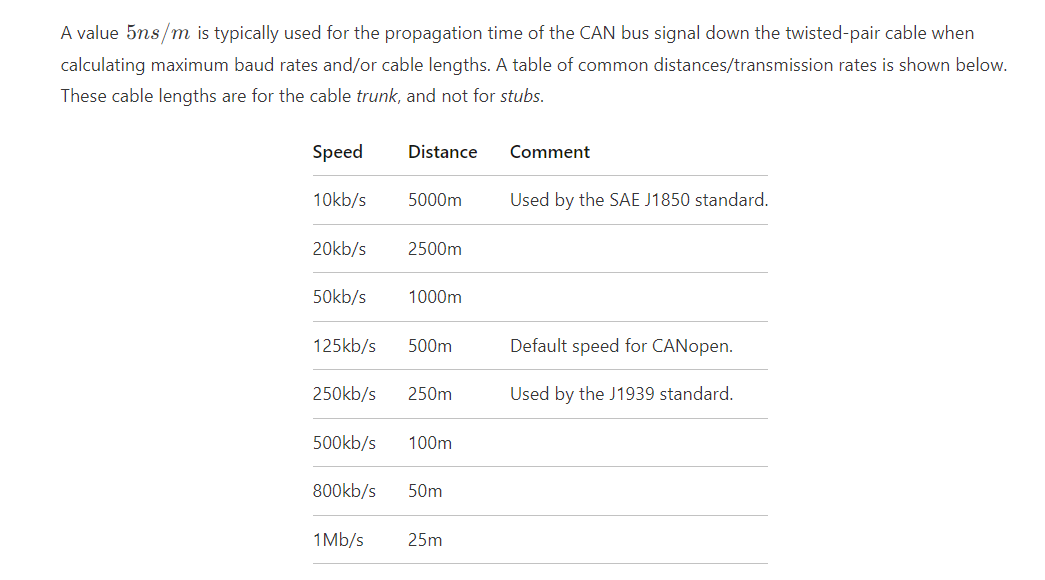 A value 5ns/m is typically used for the propagation time of the CAN bus signal down the twisted-pair cable when
calculating maximum baud rates and/or cable lengths. A table of common distances/transmission rates is shown below.
These cable lengths are for the cable trunk, and not for stubs.
Speed Distance Comment
10kb/s 5000m Used by the SAE J1850 standard.
20kb/s 2500m
50kb/s 1000m
125kb/s 500m Default speed for CANopen.
250kb/s 250m Used by the J1939 standard.
500kb/s 100m
800kb/s 50m
1Mb/s 25m